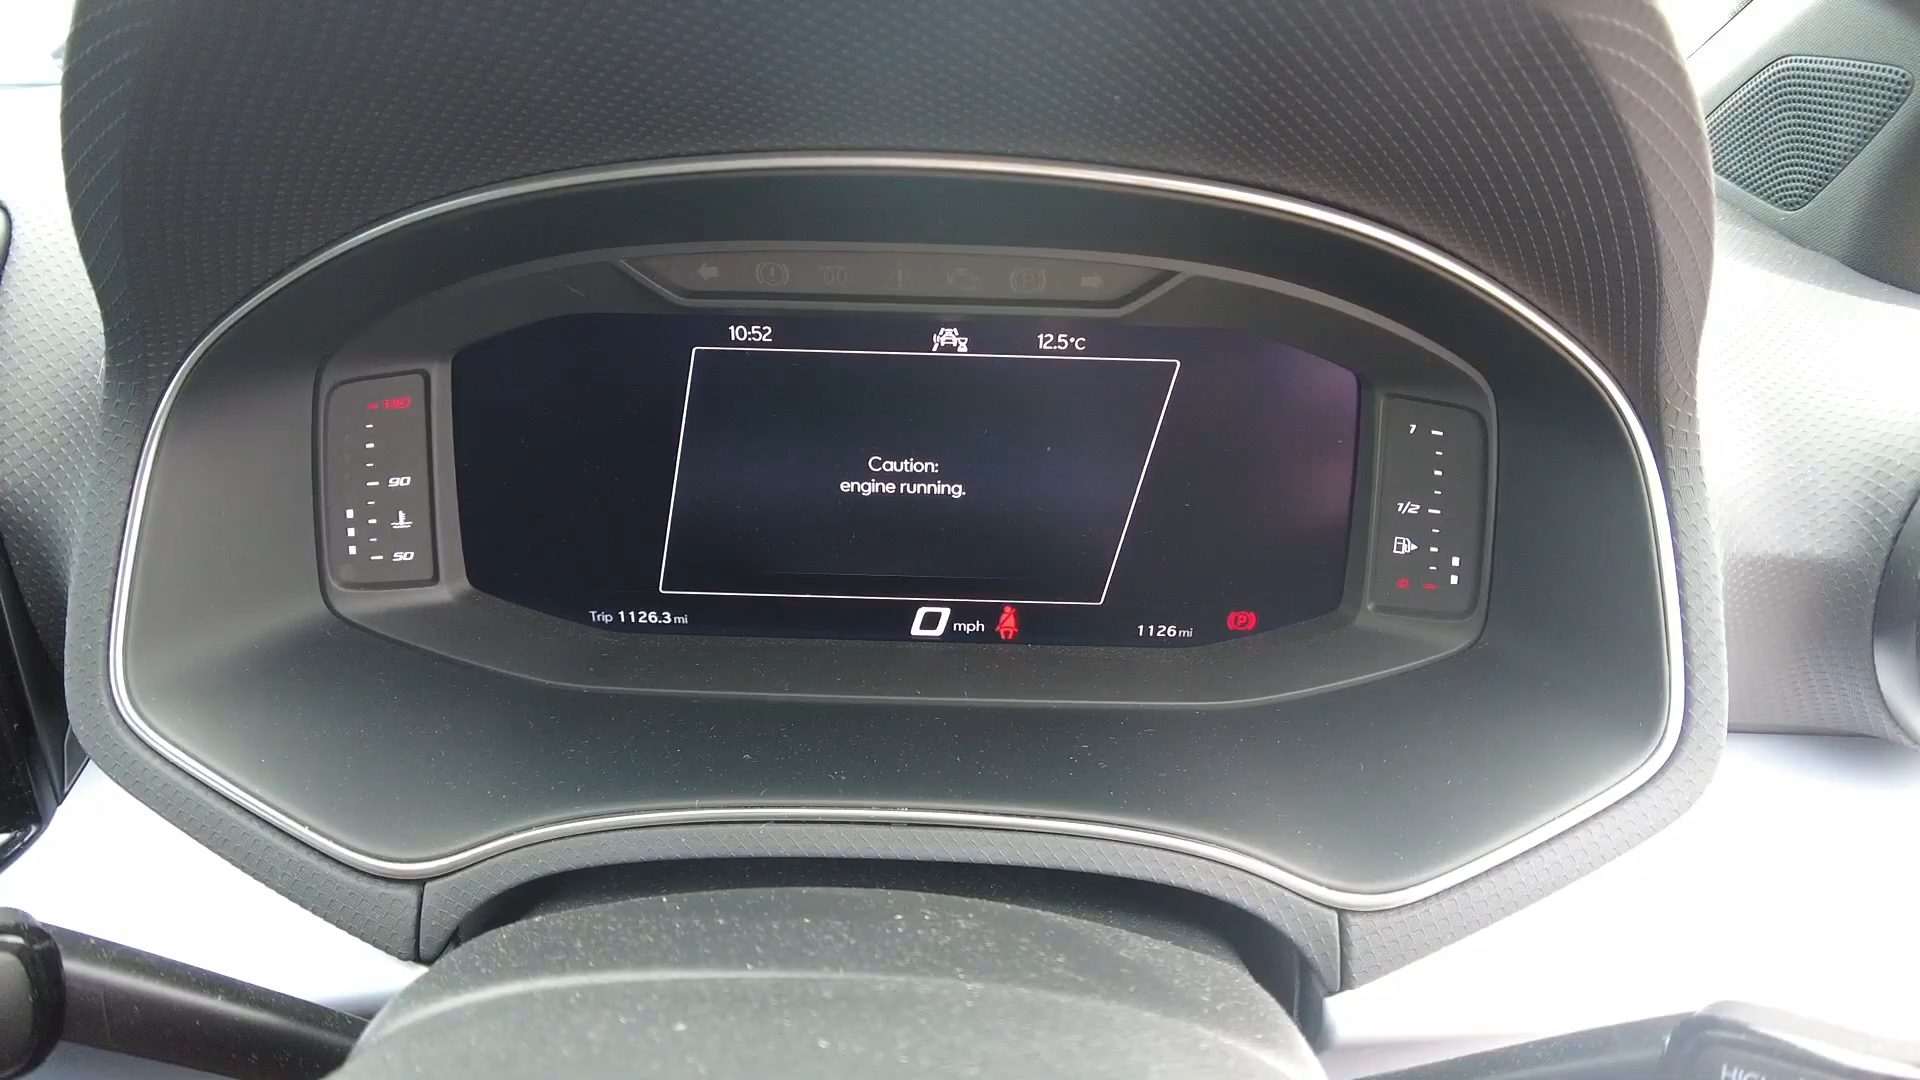 10:52
12.5°C
130
90
50
Caution:
engine running.
1
1/2
Trip 1126.3 mi
0 mph
1126 mi
P